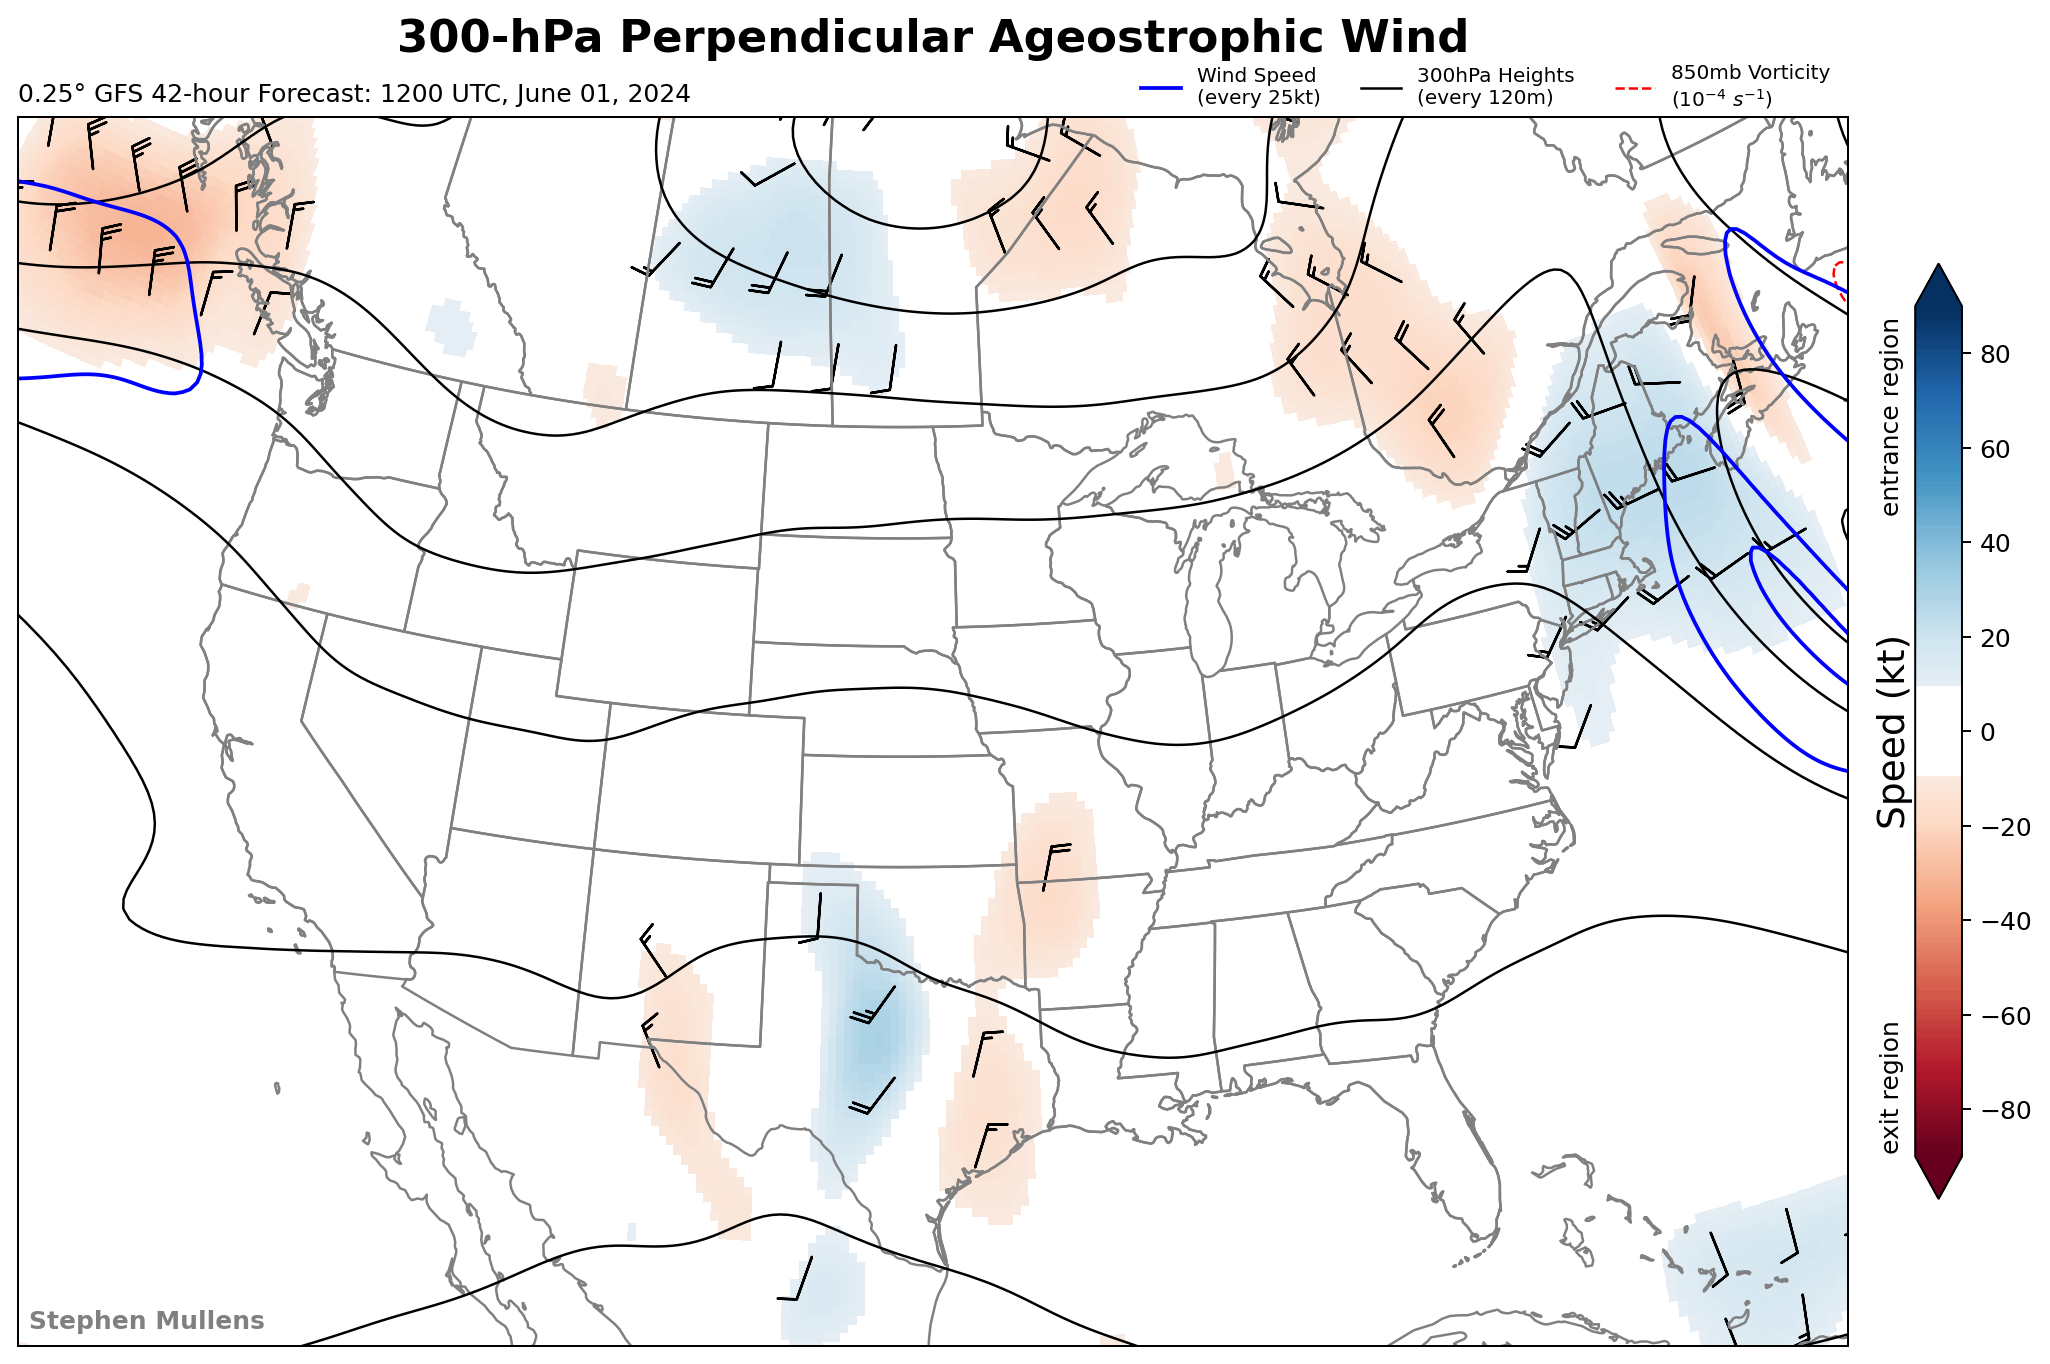 300-hPa Perpendicular Ageostrophic Wind
0.25° GFS 42-hour Forecast: 1200 UTC, June 01, 2024
Wind Speed
(every 25kt)
300hPa Heights
(every 120m)
850mb Vorticity
(10⁻⁴ s⁻¹)
entrance region
Speed (kt)
exit region
80
60
40
20
0
−20
−40
−60
−80
Stephen Mullens